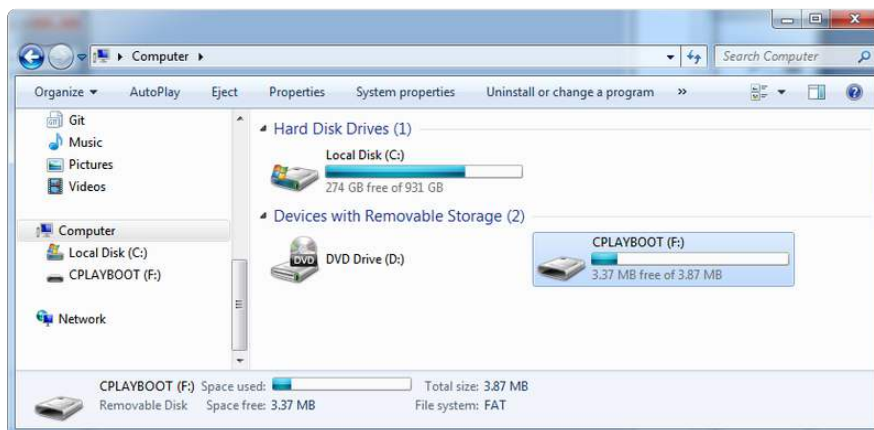 Computer
Search Computer
Organize AutoPlay Eject Properties System properties Uninstall or change a program »
Git
Music
Pictures
Videos
Computer
Local Disk (C:)
CPLAYBOOT (F:)
Network
Hard Disk Drives (1)
Local Disk (C:)
274 GB free of 931 GB
Devices with Removable Storage (2)
DVD
DVD Drive (D:)
CPLAYBOOT (F:)
3.37 MB free of 3.87 MB
CPLAYBOOT (F:) Space used: Total size: 3.87 MB
Removable Disk Space free: 3.37 MB File system: FAT